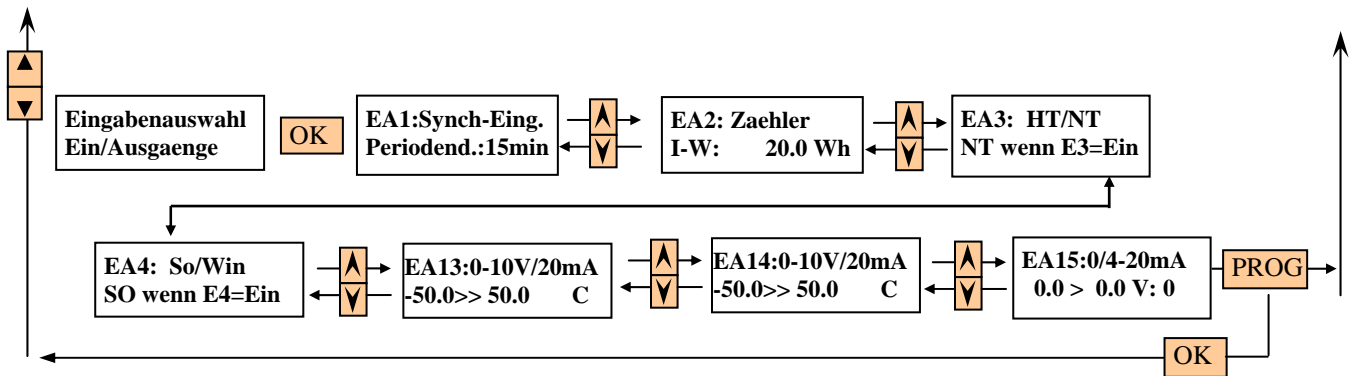 Eingabenauswahl
Ein/Ausgaenge
OK
EA1:Synch-Eing.
Periodend.:15min
EA2: Zaehler
I-W: 20.0 Wh
EA3: HT/NT
NT wenn E3=Ein
EA4: So/Win
SO wenn E4=Ein
EA13:0-10V/20mA
-50.0>> 50.0 C
EA14:0-10V/20mA
-50.0>> 50.0 C
EA15:0/4-20mA
0.0 > 0.0 V: 0
PROG
OK